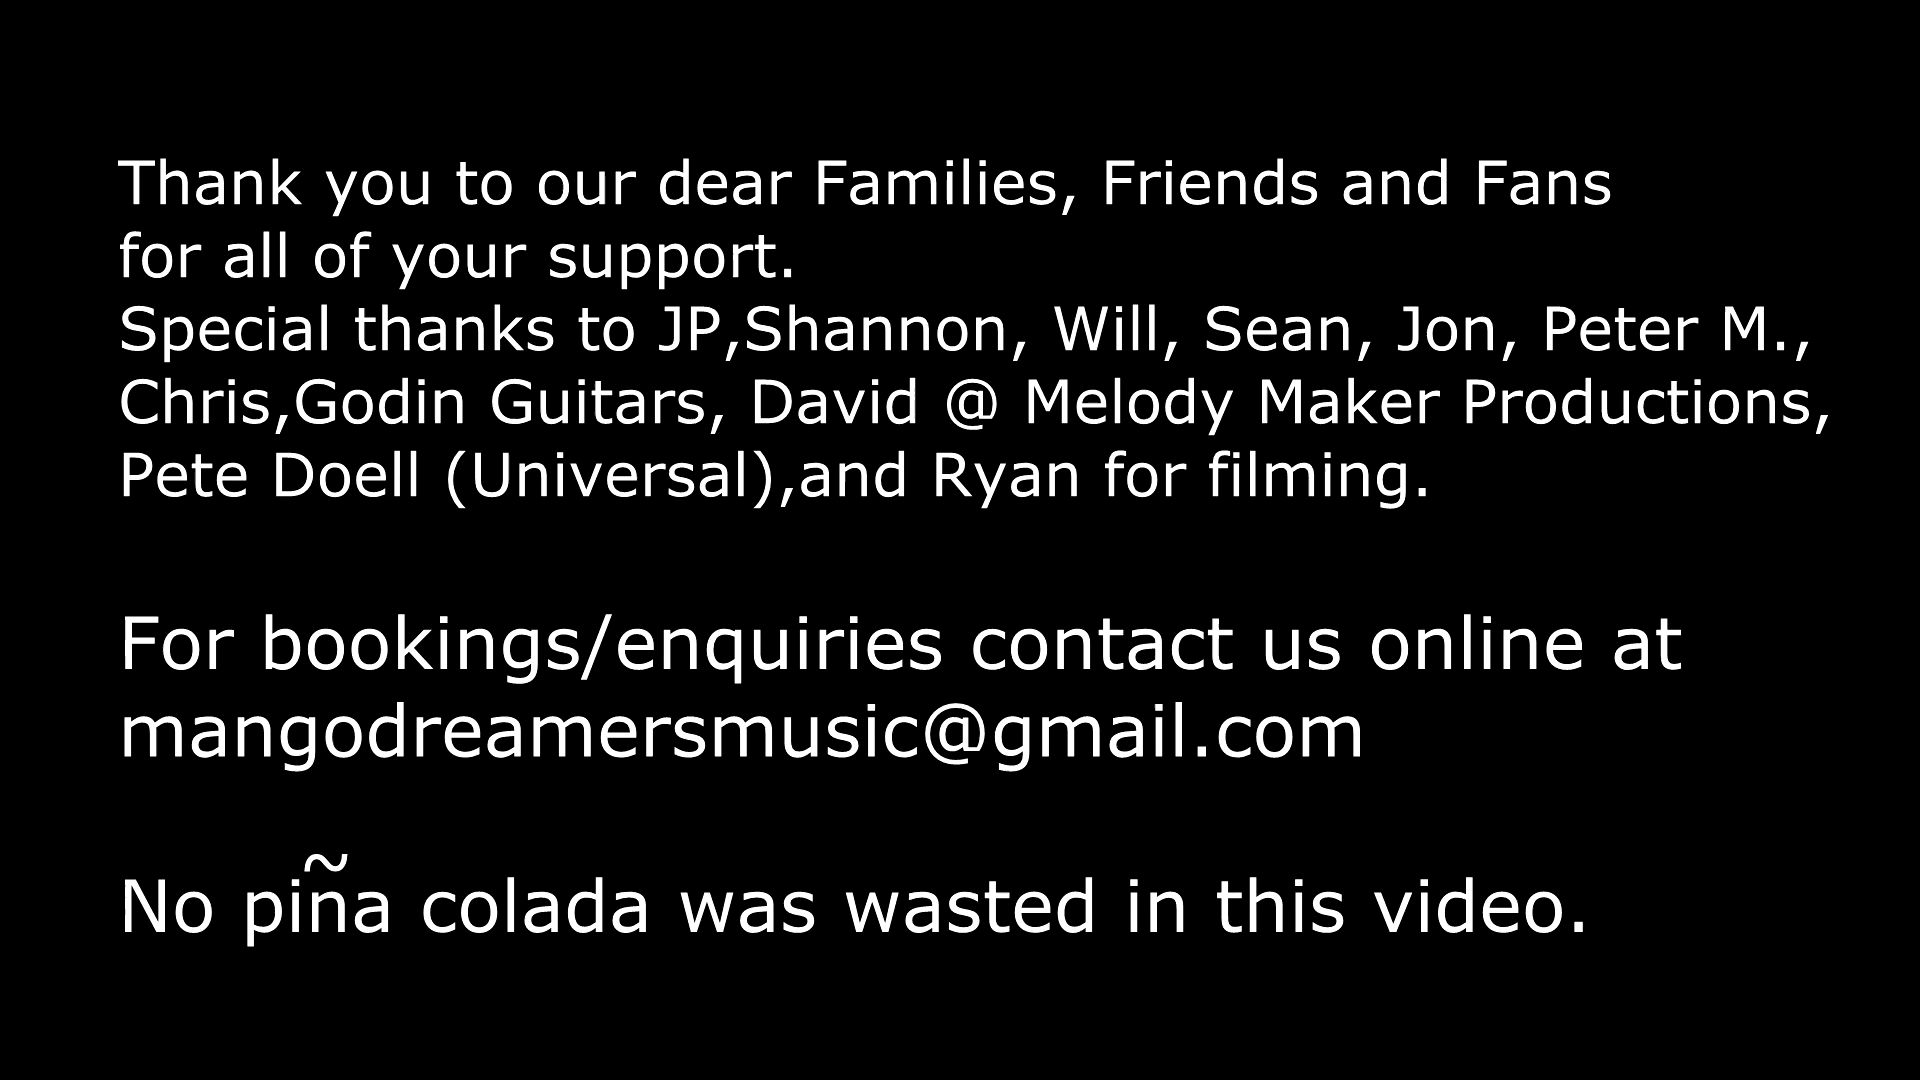 Thank you to our dear Families, Friends and Fans
for all of your support.
Special thanks to JP,Shannon, Will, Sean, Jon, Peter M.,
Chris,Godin Guitars, David @ Melody Maker Productions,
Pete Doell (Universal),and Ryan for filming.
For bookings/enquiries contact us online at
mangodreamersmusic@gmail.com
No piña colada was wasted in this video.